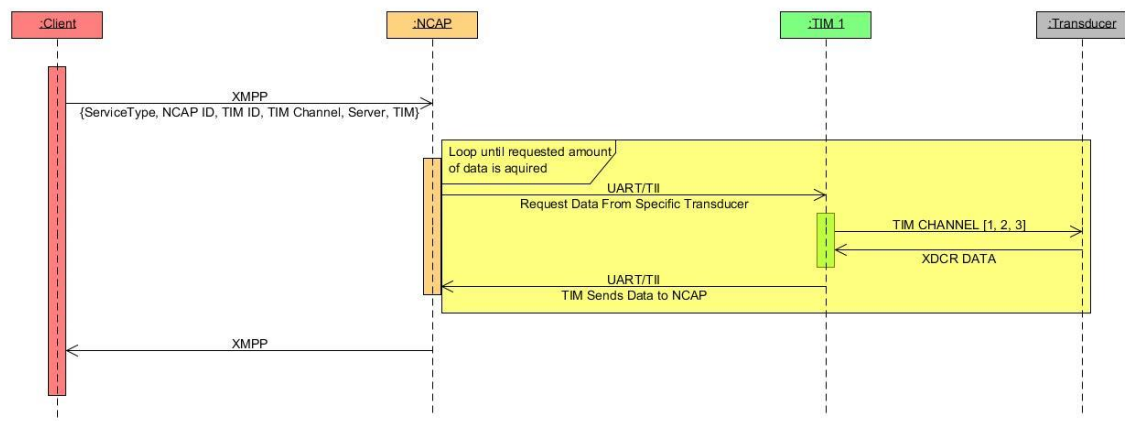 :Client
:NCAP
:TIM 1
:Transducer
XMPP
{ServiceType, NCAP ID, TIM ID, TIM Channel, Server, TIM}
Loop until requested amount
of data is aquired
UART/TII
Request Data From Specific Transducer
TIM CHANNEL [1, 2, 3]
XDCR DATA
UART/TII
TIM Sends Data to NCAP
XMPP